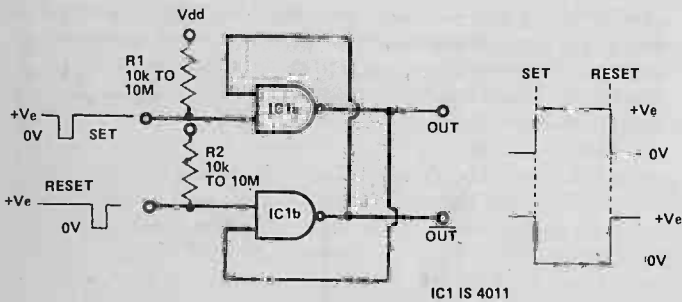 Vdd
R1
10k TO
10M
+Ve
0V
SET
IC1a
OUT
R2
10k
TO 10M
RESET
+Ve
0V
IC1b
OUT
SET
RESET
+Ve
0V
+Ve
0V
IC1 IS 4011